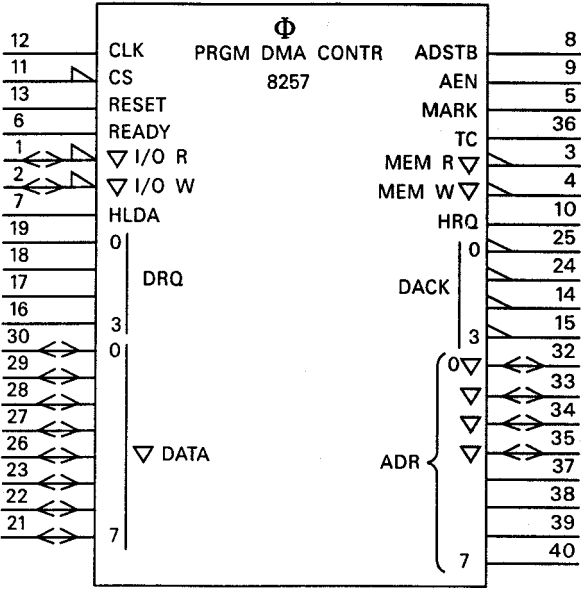 Φ
PRGM DMA CONTR
8257
12 CLK
11 CS
13 RESET
6 READY
1 ▽ I/O R
2 ▽ I/O W
7 HLDA
19 0
18 DRQ
17
16 3
30 0
29
28
27
26 ▽ DATA
23
22
21 7
ADSTB 8
AEN 9
MARK 5
TC 36
MEM R ▽ 3
MEM W ▽ 4
HRQ 10
0 25
DACK 24
14
3 15
0 ▽ 32
▽ 33
▽ 34
ADR ▽ 35
37
38
39
7 40